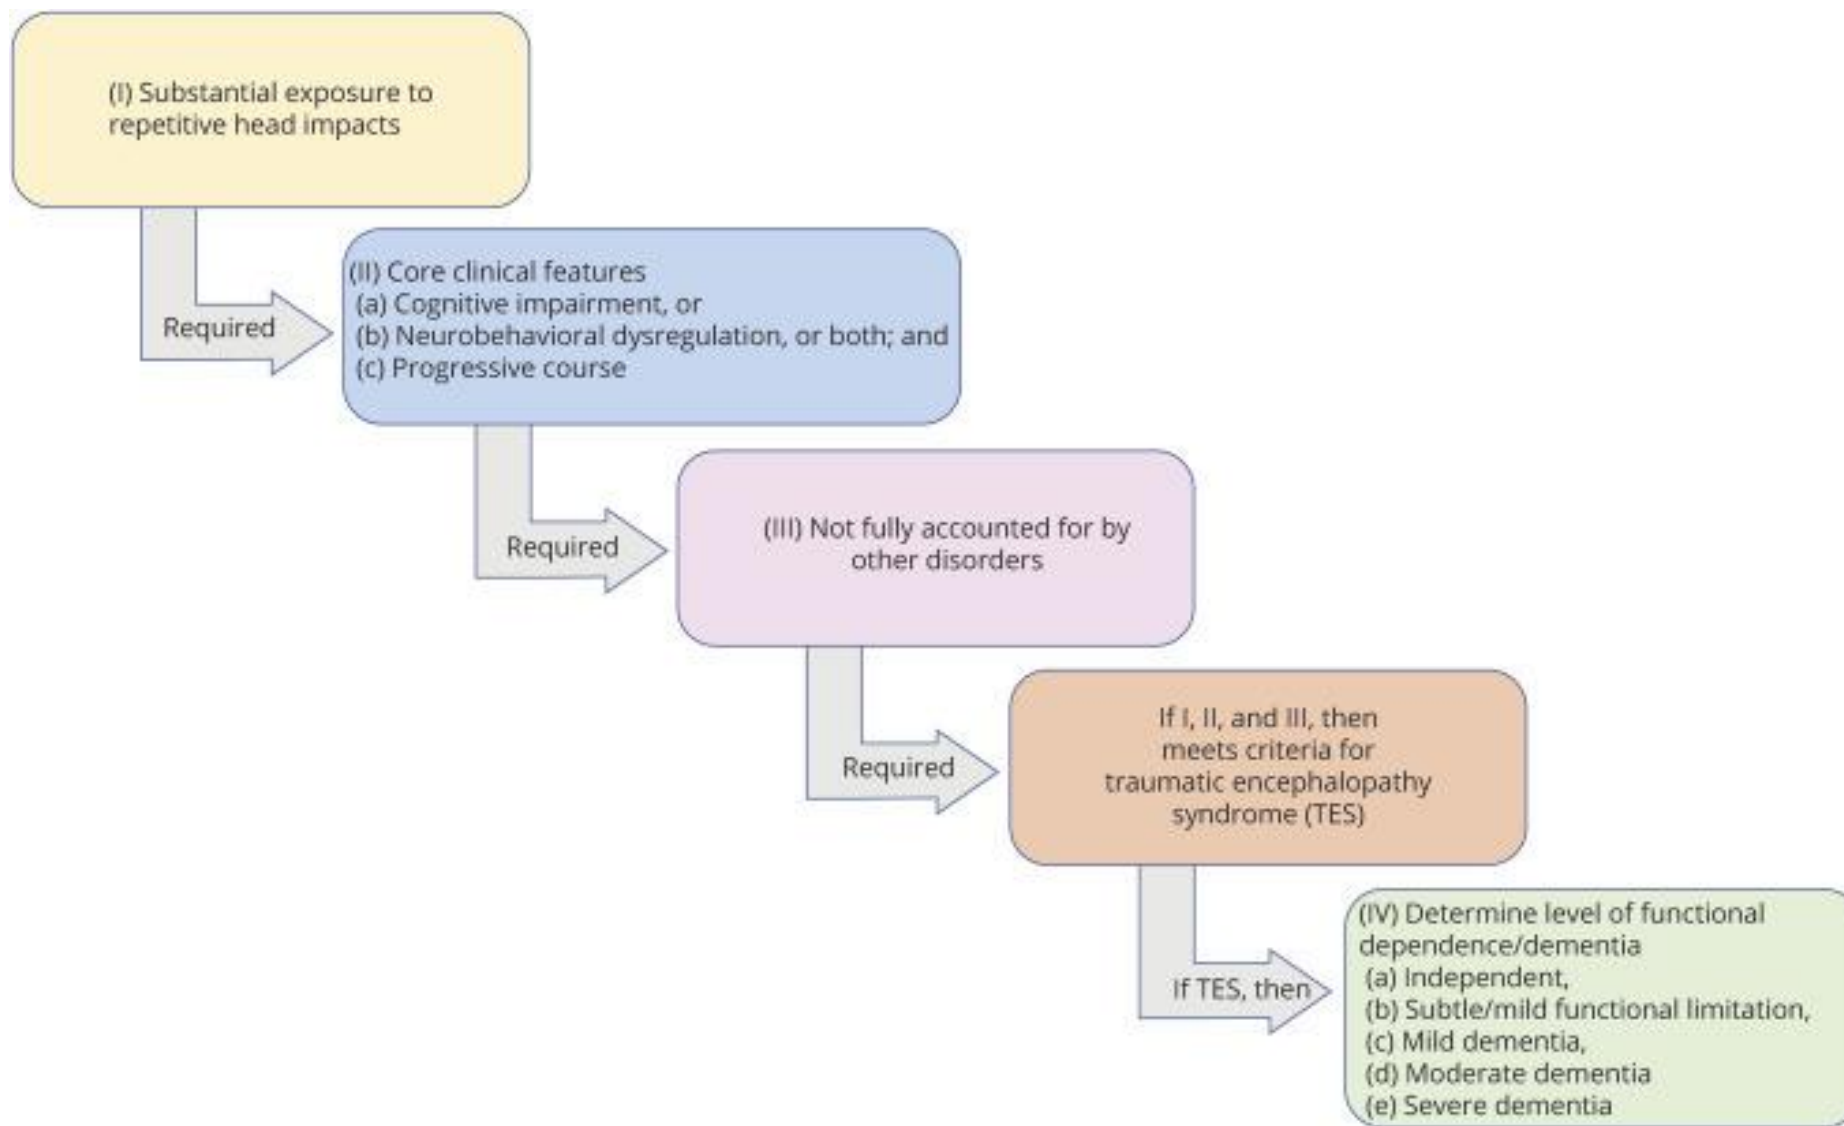 (I) Substantial exposure to
repetitive head impacts
Required
(II) Core clinical features
(a) Cognitive impairment, or
(b) Neurobehavioral dysregulation, or both; and
(c) Progressive course
Required
(III) Not fully accounted for by
other disorders
Required
If I, II, and III, then
meets criteria for
traumatic encephalopathy
syndrome (TES)
If TES, then
(IV) Determine level of functional
dependence/dementia
(a) Independent,
(b) Subtle/mild functional limitation,
(c) Mild dementia,
(d) Moderate dementia
(e) Severe dementia